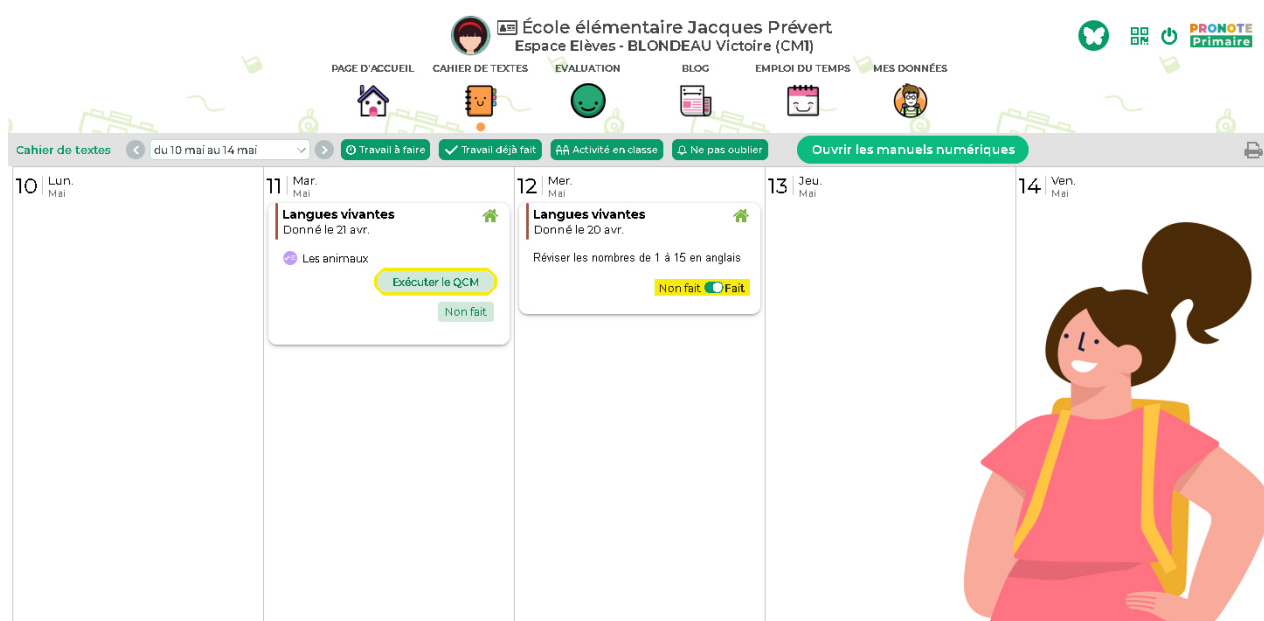 École élémentaire Jacques Prévert
Espace Elèves - BLONDEAU Victoire (CM1)
PRONOTE
Primaire
PAGE D'ACCUEIL CAHIER DE TEXTES EVALUATION BLOG EMPLOI DU TEMPS MES DONNÉES
Cahier de textes du 10 mai au 14 mai Travail à faire Travail déjà fait Activité en classe Ne pas oublier Ouvrir les manuels numériques
10 Lun. Mai
11 Mar. Mai
Langues vivantes
Donné le 21 avr.
Les animaux
Exécuter le QCM
Non fait
12 Mer. Mai
Langues vivantes
Donné le 20 avr.
Réviser les nombres de 1 à 15 en anglais
Non fait Fait
13 Jeu. Mai
14 Ven. Mai